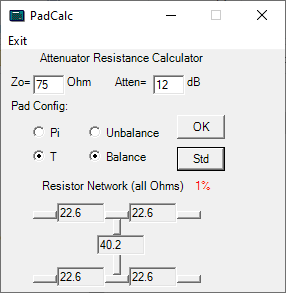 PadCalc
Exit
Attenuator Resistance Calculator
Zo= 75 Ohm Atten= 12 dB
Pad Config:
Pi Unbalance OK
T Balance Std
Resistor Network (all Ohms) 1%
22.6 22.6
40.2
22.6 22.6